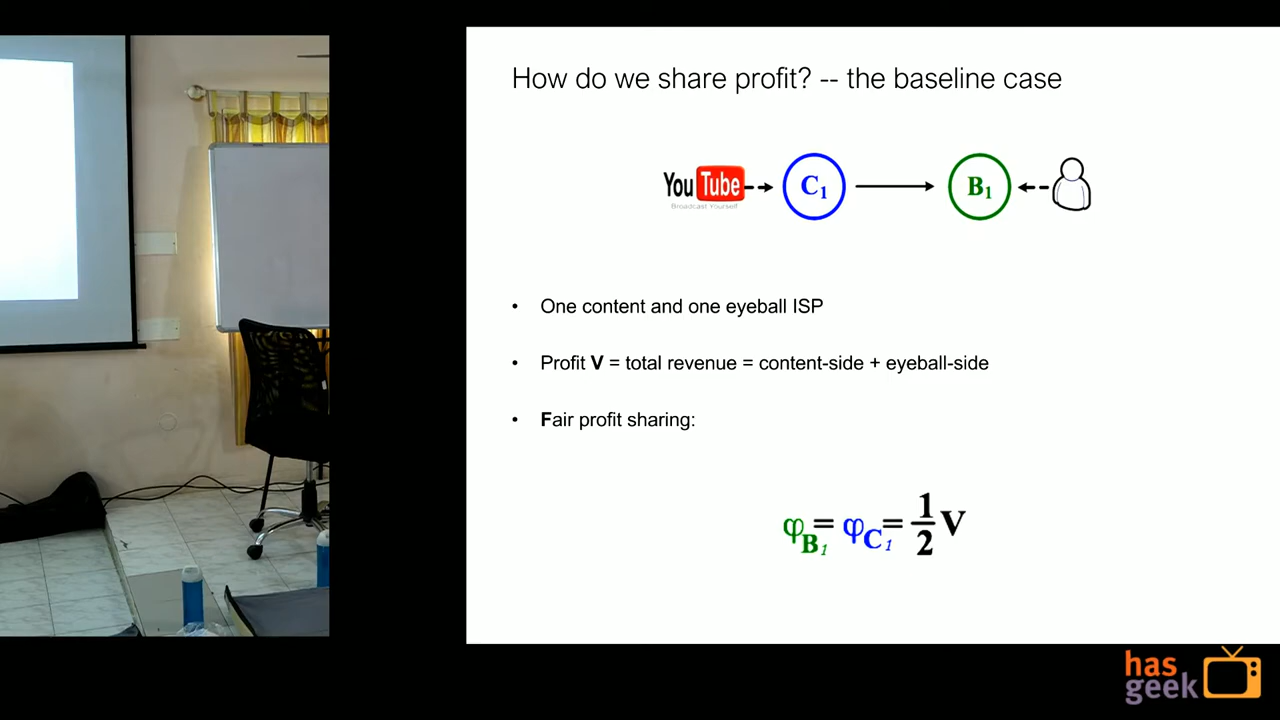 How do we share profit? -- the baseline case
YouTube
Broadcast Yourself
C1
B1
• One content and one eyeball ISP
• Profit V = total revenue = content-side + eyeball-side
• Fair profit sharing:
φB1 = φC1 = 1/2 V
has
geek